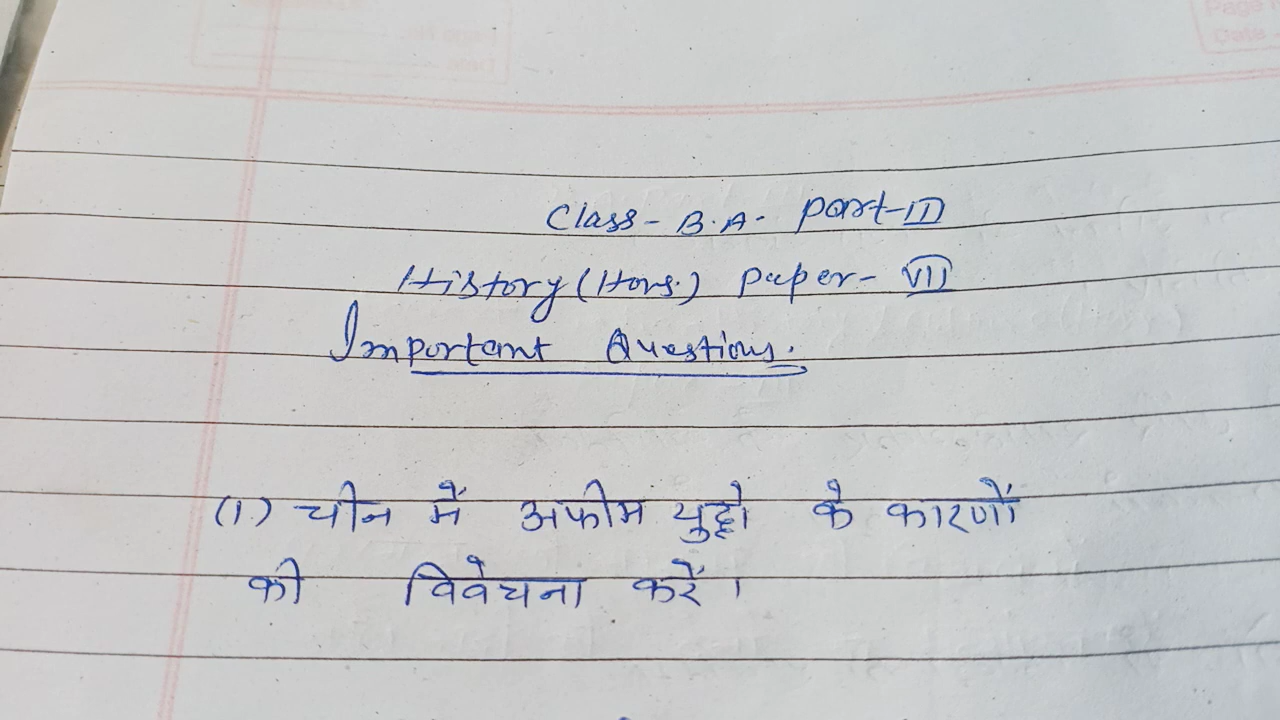 Class - B.A. Part-III
History (Hons.) Paper - VII
Important Questions.
(1.) चीन में अफीम युद्धो के कारणों
की विवेचना करें ।